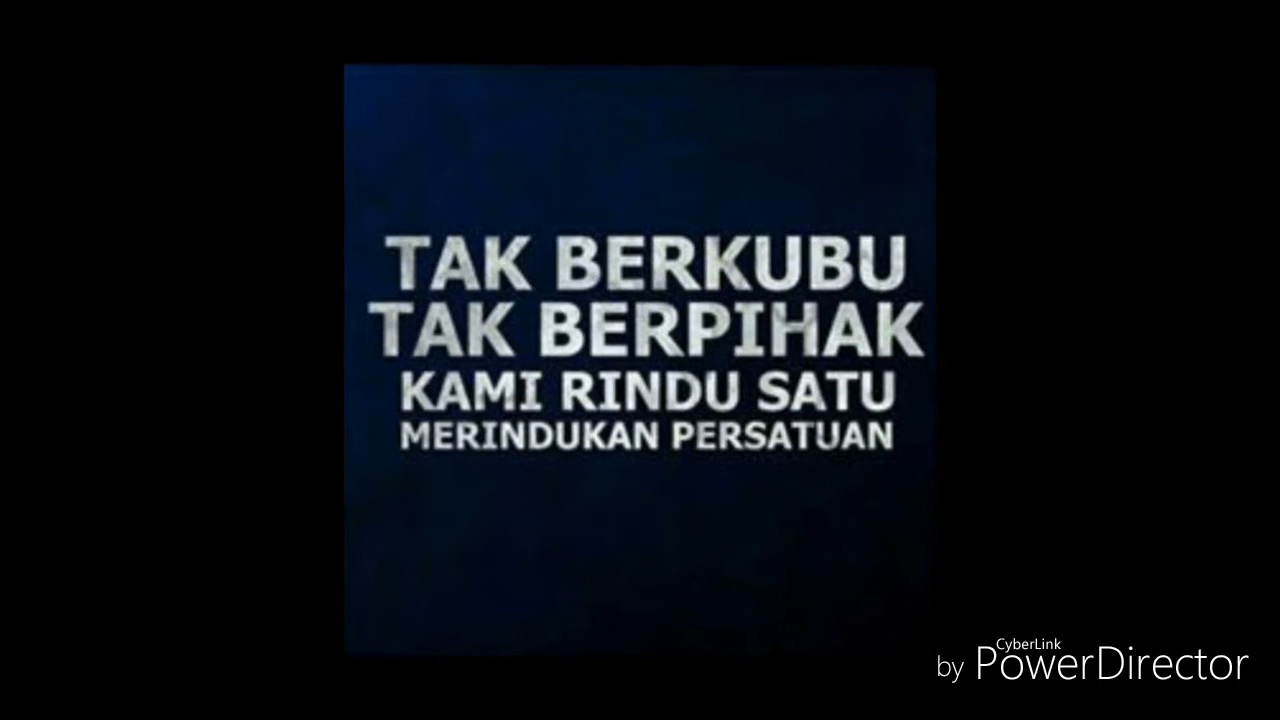 TAK BERKUBU
TAK BERPIHAK
KAMI RINDU SATU
MERINDUKAN PERSATUAN
CyberLink
by PowerDirector